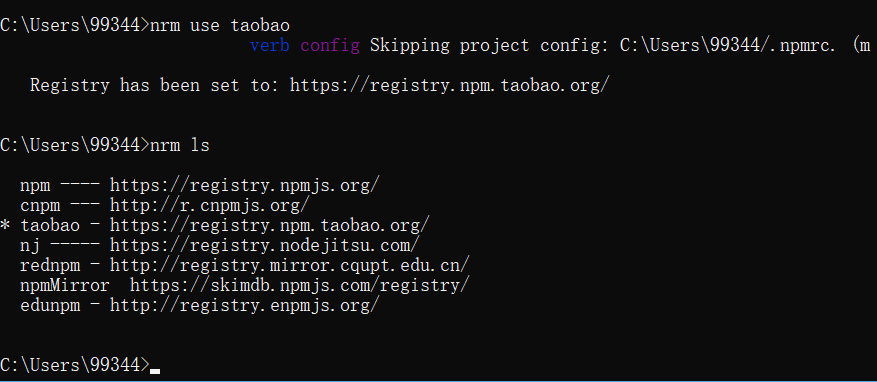 C:\Users\99344>nrm use taobao
verb config Skipping project config: C:\Users\99344/.npmrc. (m
Registry has been set to: https://registry.npm.taobao.org/
C:\Users\99344>nrm ls
npm ---- https://registry.npmjs.org/
cnpm --- http://r.cnpmjs.org/
* taobao - https://registry.npm.taobao.org/
nj ----- https://registry.nodejitsu.com/
rednpm - http://registry.mirror.cqupt.edu.cn/
npmMirror  https://skimdb.npmjs.com/registry/
edunpm - http://registry.enpmjs.org/
C:\Users\99344>